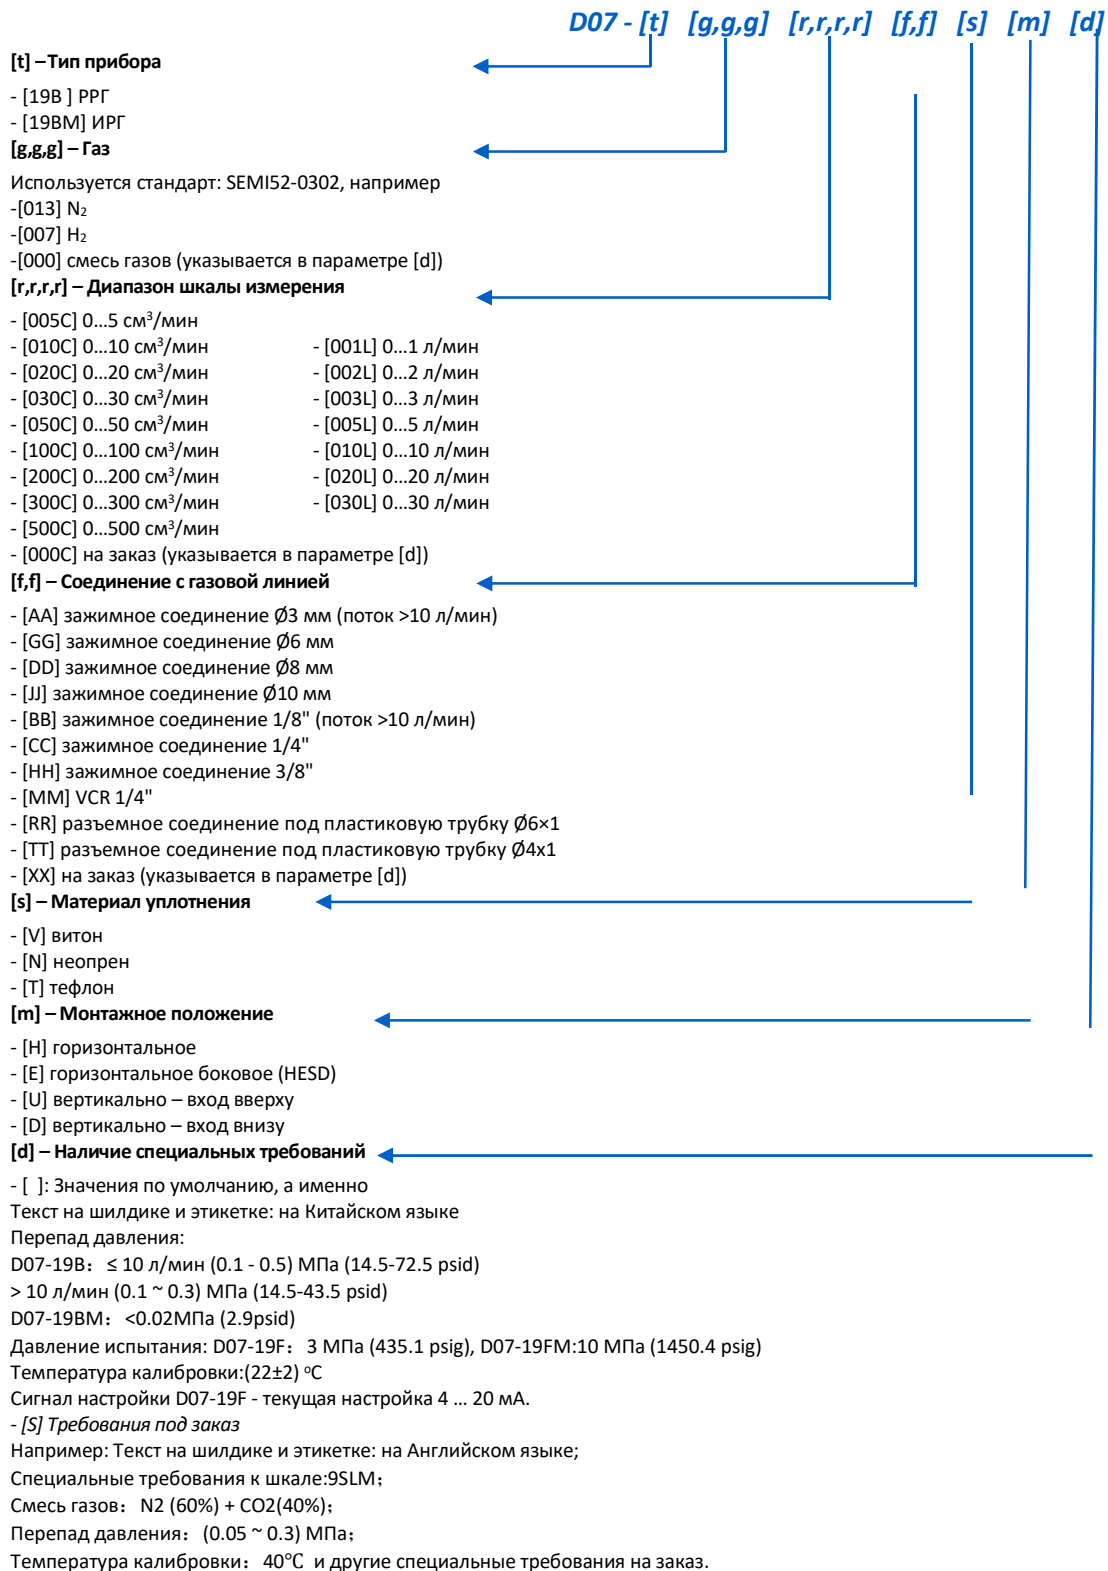 D07 - [t] [g,g,g] [r,r,r,r] [f,f] [s] [m] [d]
[t] – Тип прибора
- [19B ] РРГ
- [19BM] ИРГ
[g,g,g] – Газ
Используется стандарт: SEMI52-0302, например
-[013] N₂
-[007] H₂
-[000] смесь газов (указывается в параметре [d])
[r,r,r,r] – Диапазон шкалы измерения
- [005C] 0…5 см³/мин
- [010C] 0…10 см³/мин - [001L] 0…1 л/мин
- [020C] 0…20 см³/мин - [002L] 0…2 л/мин
- [030C] 0…30 см³/мин - [003L] 0…3 л/мин
- [050C] 0…50 см³/мин - [005L] 0…5 л/мин
- [100C] 0…100 см³/мин - [010L] 0…10 л/мин
- [200C] 0…200 см³/мин - [020L] 0…20 л/мин
- [300C] 0…300 см³/мин - [030L] 0…30 л/мин
- [500C] 0…500 см³/мин
- [000C] на заказ (указывается в параметре [d])
[f,f] – Соединение с газовой линией
- [AA] зажимное соединение Ø3 мм (поток >10 л/мин)
- [GG] зажимное соединение Ø6 мм
- [DD] зажимное соединение Ø8 мм
- [JJ] зажимное соединение Ø10 мм
- [BB] зажимное соединение 1/8" (поток >10 л/мин)
- [CC] зажимное соединение 1/4"
- [HH] зажимное соединение 3/8"
- [MM] VCR 1/4"
- [RR] разъемное соединение под пластиковую трубку Ø6×1
- [TT] разъемное соединение под пластиковую трубку Ø4x1
- [XX] на заказ (указывается в параметре [d])
[s] – Материал уплотнения
- [V] витон
- [N] неопрен
- [T] тефлон
[m] – Монтажное положение
- [H] горизонтальное
- [E] горизонтальное боковое (HESD)
- [U] вертикально – вход вверху
- [D] вертикально – вход внизу
[d] – Наличие специальных требований
- [ ]: Значения по умолчанию, а именно
Текст на шилдике и этикетке: на Китайском языке
Перепад давления:
D07-19B：≤ 10 л/мин (0.1 - 0.5) МПа (14.5-72.5 psid)
> 10 л/мин (0.1 ~ 0.3) МПа (14.5-43.5 psid)
D07-19BM：<0.02МПа (2.9psid)
Давление испытания: D07-19F：3 МПа (435.1 psig), D07-19FM:10 МПа (1450.4 psig)
Температура калибровки:(22±2) ºC
Сигнал настройки D07-19F - текущая настройка 4 … 20 мА.
- [S] Требования под заказ
Например: Текст на шилдике и этикетке: на Английском языке;
Специальные требования к шкале:9SLM；
Смесь газов：N2 (60%) + CO2(40%)；
Перепад давления：(0.05 ~ 0.3) МПа；
Температура калибровки：40℃ и другие специальные требования на заказ.